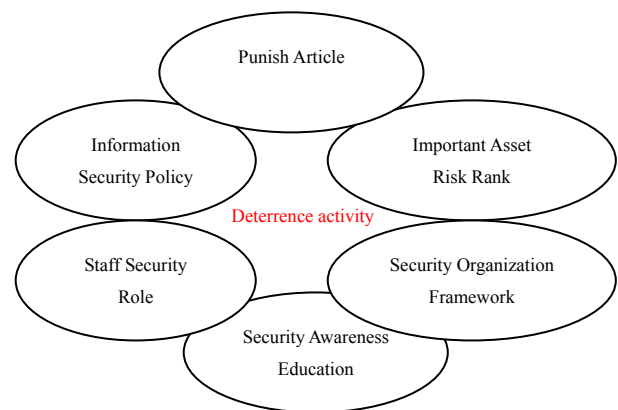 Punish Article
Information
Security Policy
Important Asset
Risk Rank
Deterrence activity
Staff Security
Role
Security Organization
Framework
Security Awareness
Education